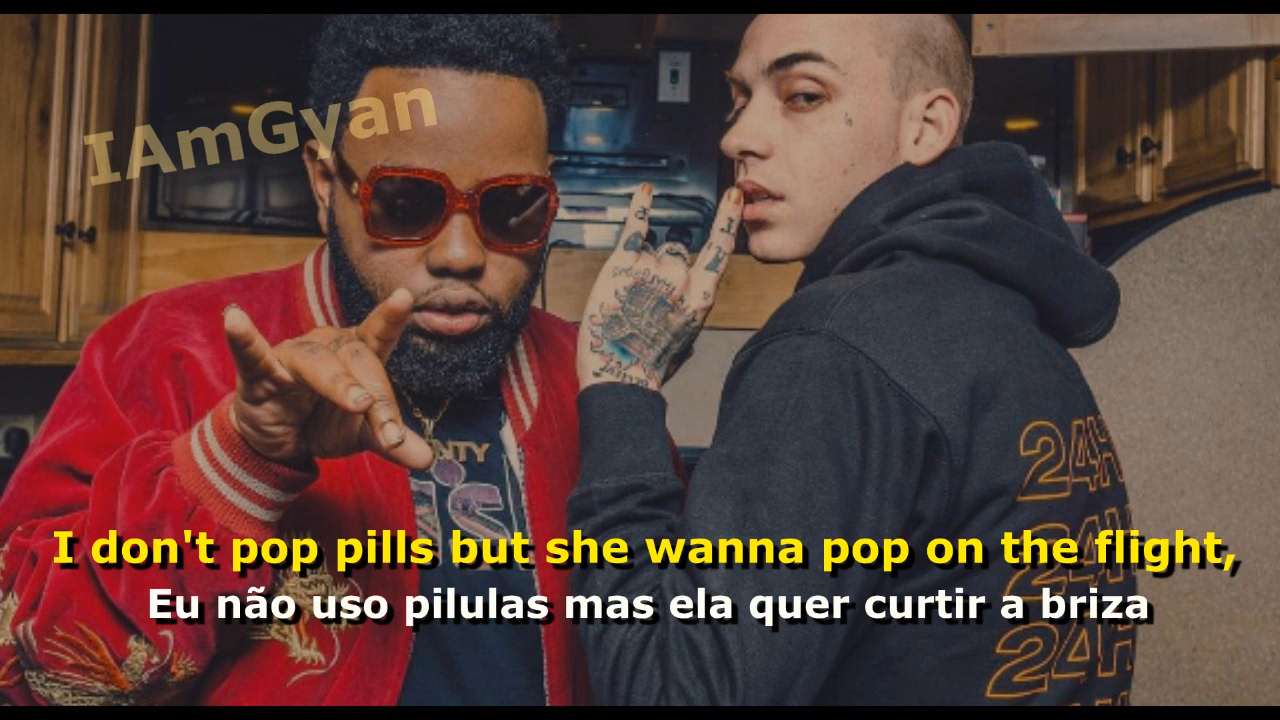 IAmGyan
NTY
24H
24H
24H
I don't pop pills but she wanna pop on the flight,
Eu não uso pilulas mas ela quer curtir a briza